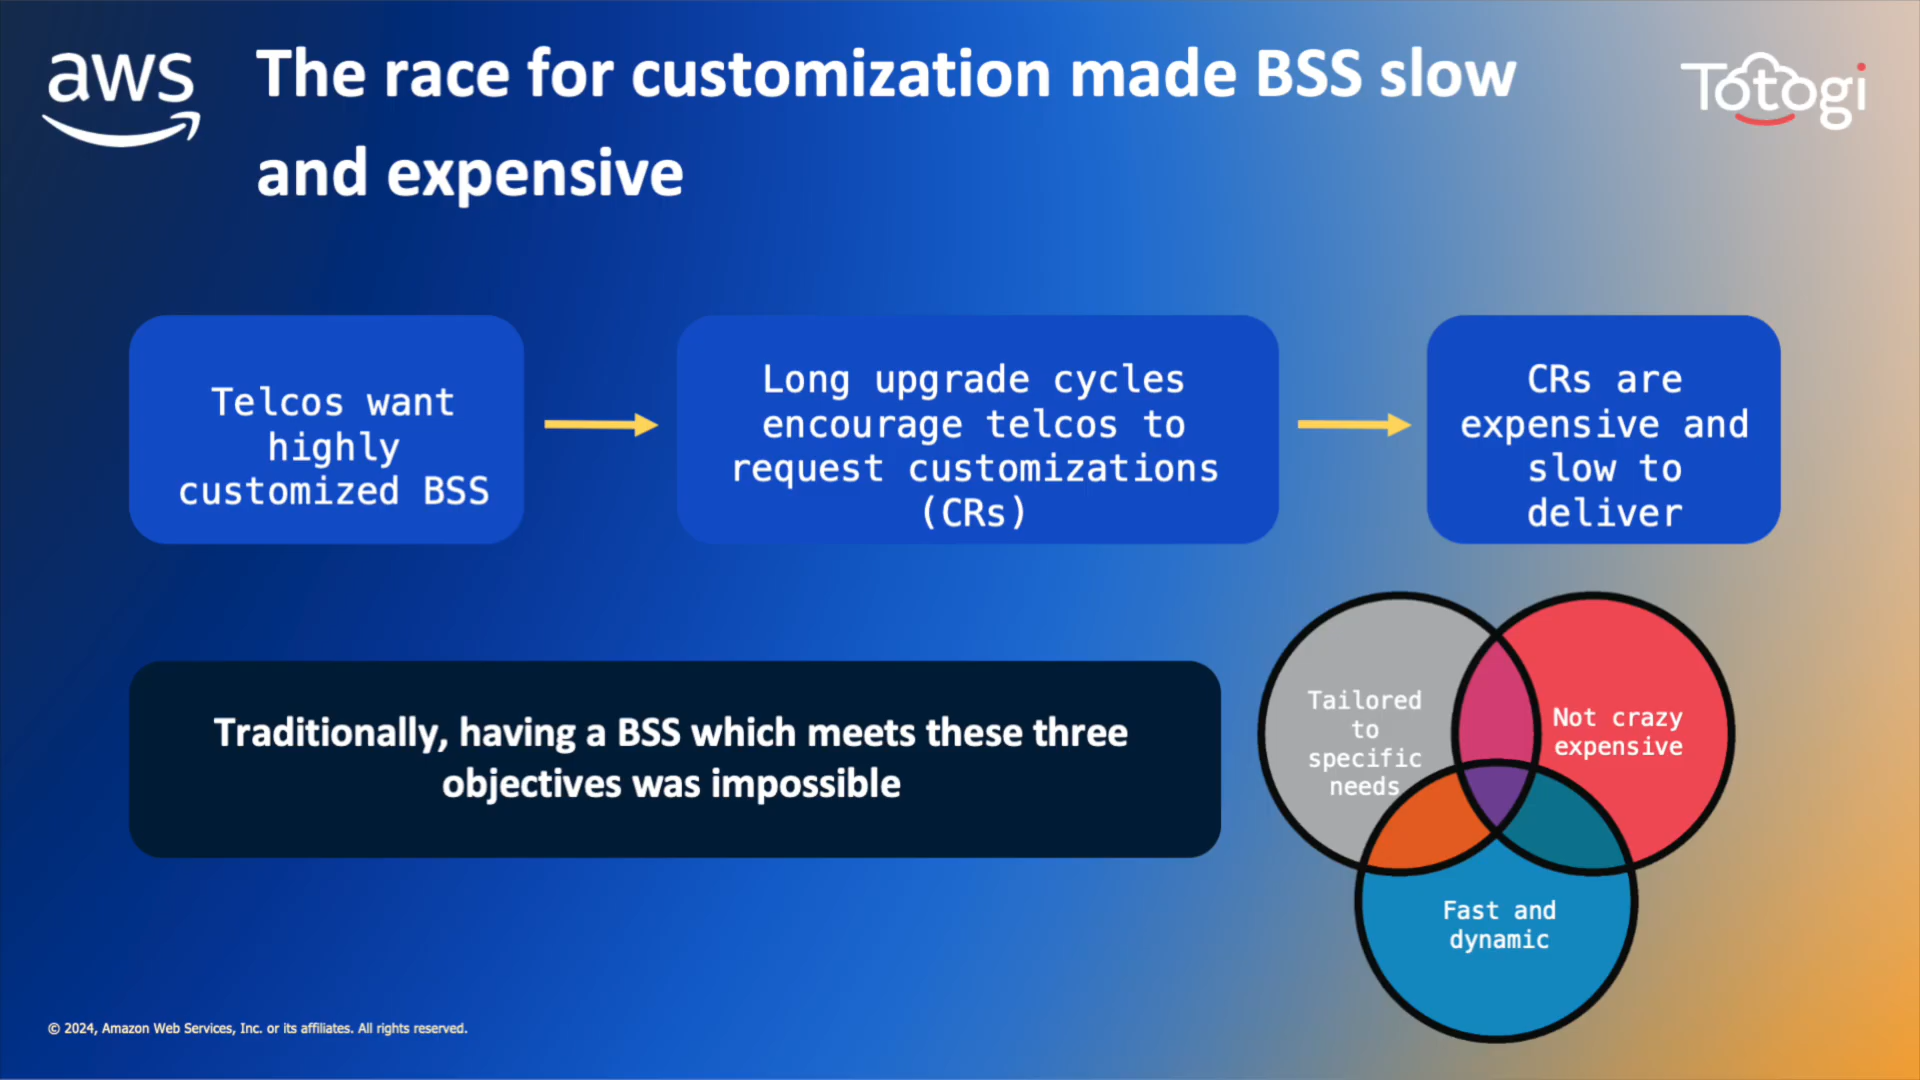 aws
The race for customization made BSS slow
and expensive
Totogi
Telcos want
highly
customized BSS
Long upgrade cycles
encourage telcos to
request customizations
(CRs)
CRs are
expensive and
slow to
deliver
Traditionally, having a BSS which meets these three
objectives was impossible
Tailored
to
specific
needs
Not crazy
expensive
Fast and
dynamic
© 2024, Amazon Web Services, Inc. or its affiliates. All rights reserved.